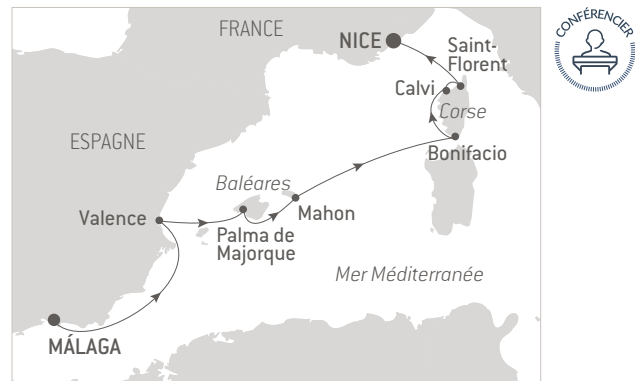 FRANCE
CONFÉRENCIER
NICE
Saint-
Florent
Calvi
Corse
ESPAGNE
Bonifacio
Baléares
Valence
Mahon
Palma de
Majorque
Mer Méditerranée
MÁLAGA